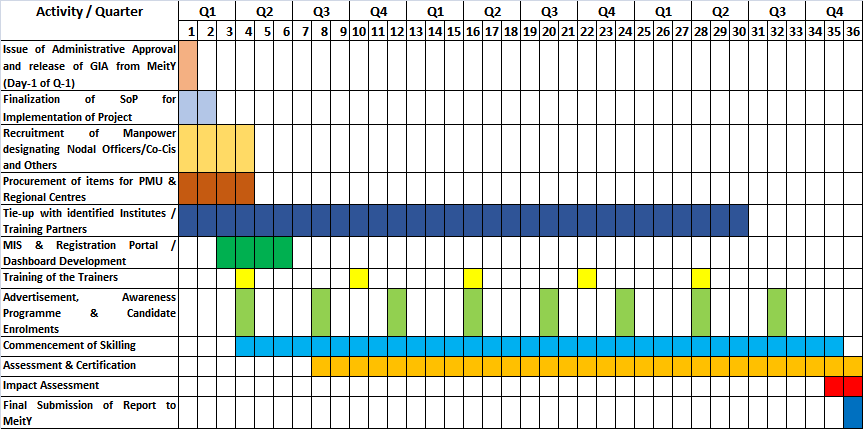 Activity / Quarter Q1 Q2 Q3 Q4 Q1 Q2 Q3 Q4 Q1 Q2 Q3 Q4
1 2 3 4 5 6 7 8 9 10 11 12 13 14 15 16 17 18 19 20 21 22 23 24 25 26 27 28 29 30 31 32 33 34 35 36
Issue of Administrative Approval
and release of GIA from MeitY
(Day-1 of Q-1)
Finalization of SoP for
Implementation of Project
Recruitment of Manpower
designating Nodal Officers/Co-Cis
and Others
Procurement of items for PMU &
Regional Centres
Tie-up with identified Institutes /
Training Partners
MIS & Registration Portal /
Dashboard Development
Training of the Trainers
Advertisement, Awareness
Programme & Candidate
Enrolments
Commencement of Skilling
Assessment & Certification
Impact Assessment
Final Submission of Report to
MeitY